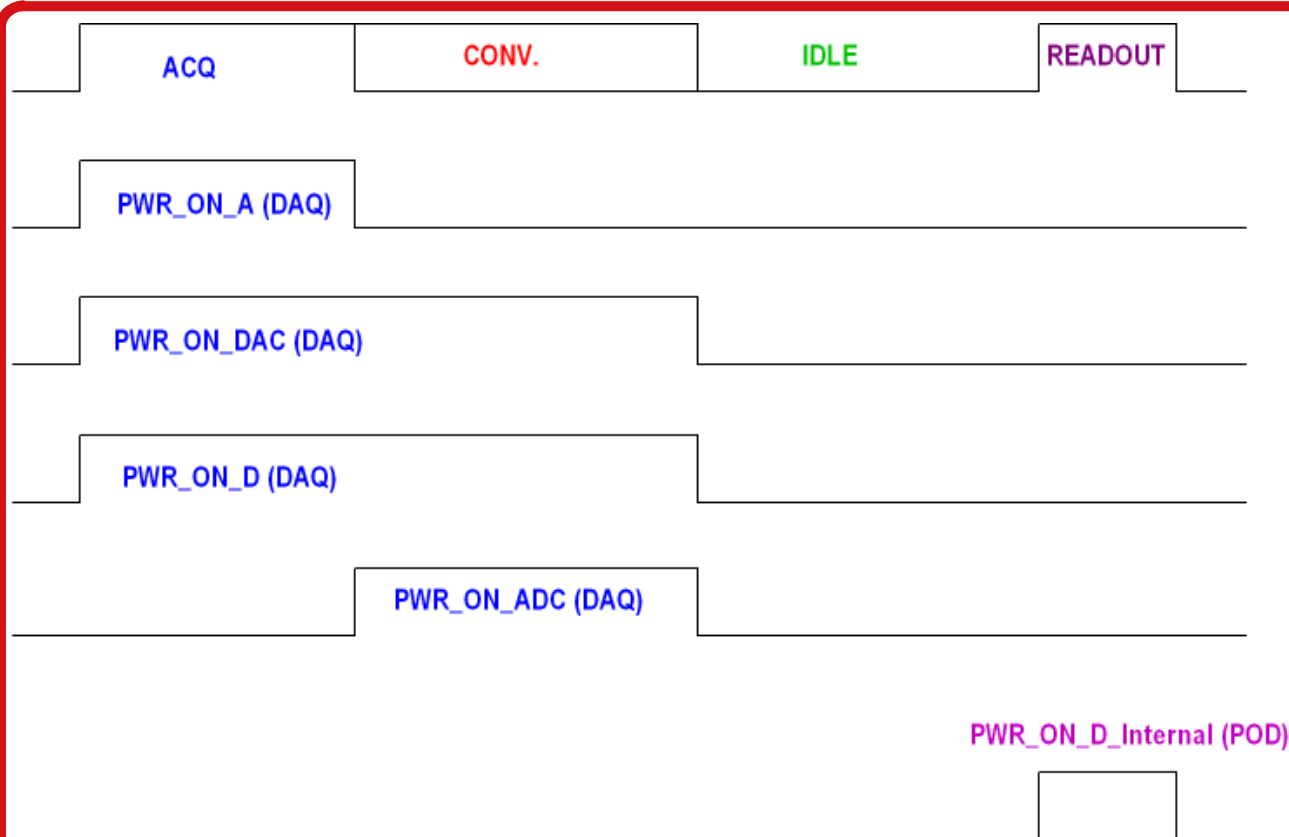 ACQ
CONV.
IDLE
READOUT
PWR_ON_A (DAQ)
PWR_ON_DAC (DAQ)
PWR_ON_D (DAQ)
PWR_ON_ADC (DAQ)
PWR_ON_D_Internal (POD)